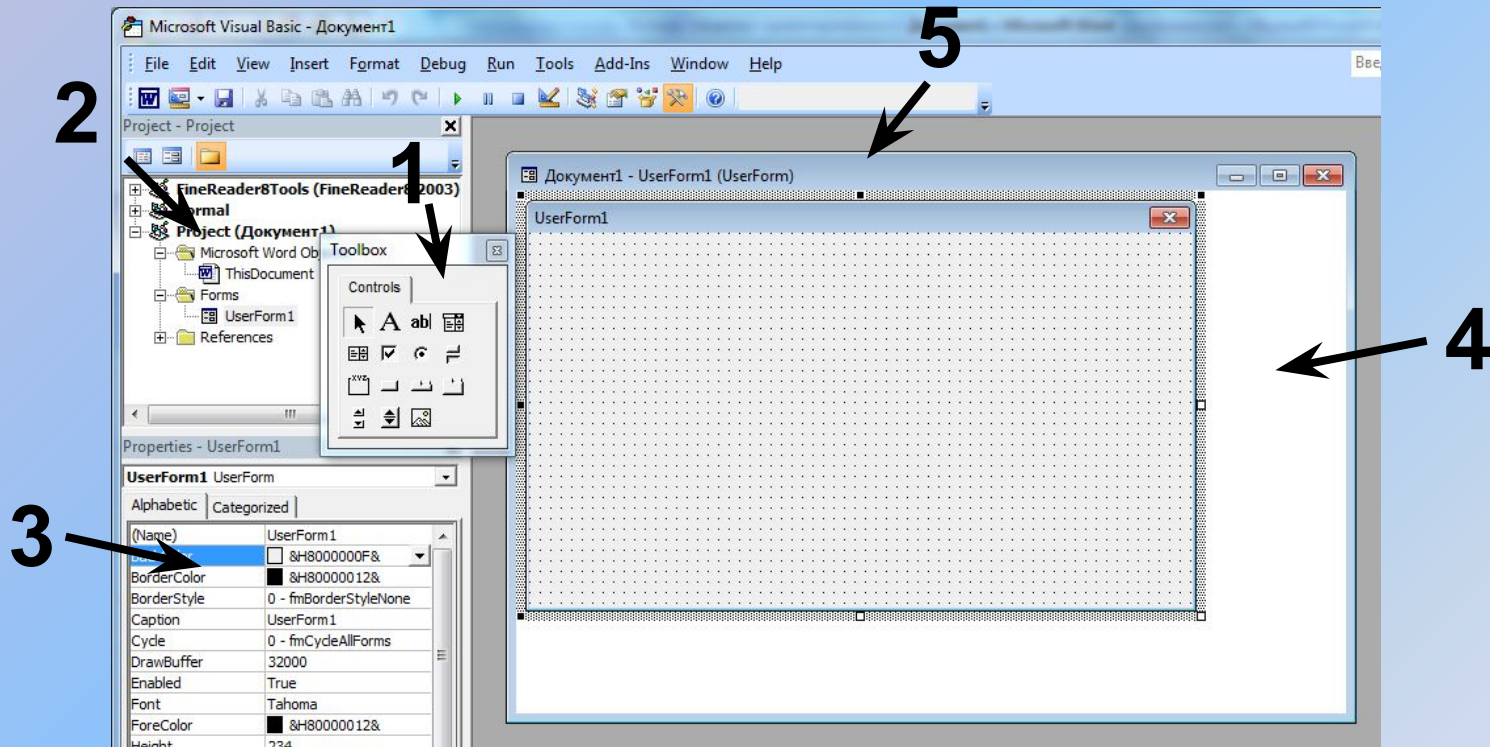 5
Microsoft Visual Basic - Документ1
File Edit View Insert Format Debug Run Tools Add-Ins Window Help
2
Project - Project
1
FineReader8Tools (FineReader8 2003)
Normal
Project (Документ1)
Microsoft Word Ob
ThisDocument
Forms
UserForm1
References
Toolbox
Controls
A ab|
xyz
Документ1 - UserForm1 (UserForm)
UserForm1
4
Properties - UserForm1
UserForm1 UserForm
Alphabetic Categorized
3
(Name) UserForm1
&H8000000F&
BorderColor &H80000012&
BorderStyle 0 - fmBorderStyleNone
Caption UserForm1
Cycle 0 - fmCycleAllForms
DrawBuffer 32000
Enabled True
Font Tahoma
ForeColor &H80000012&
Height 234